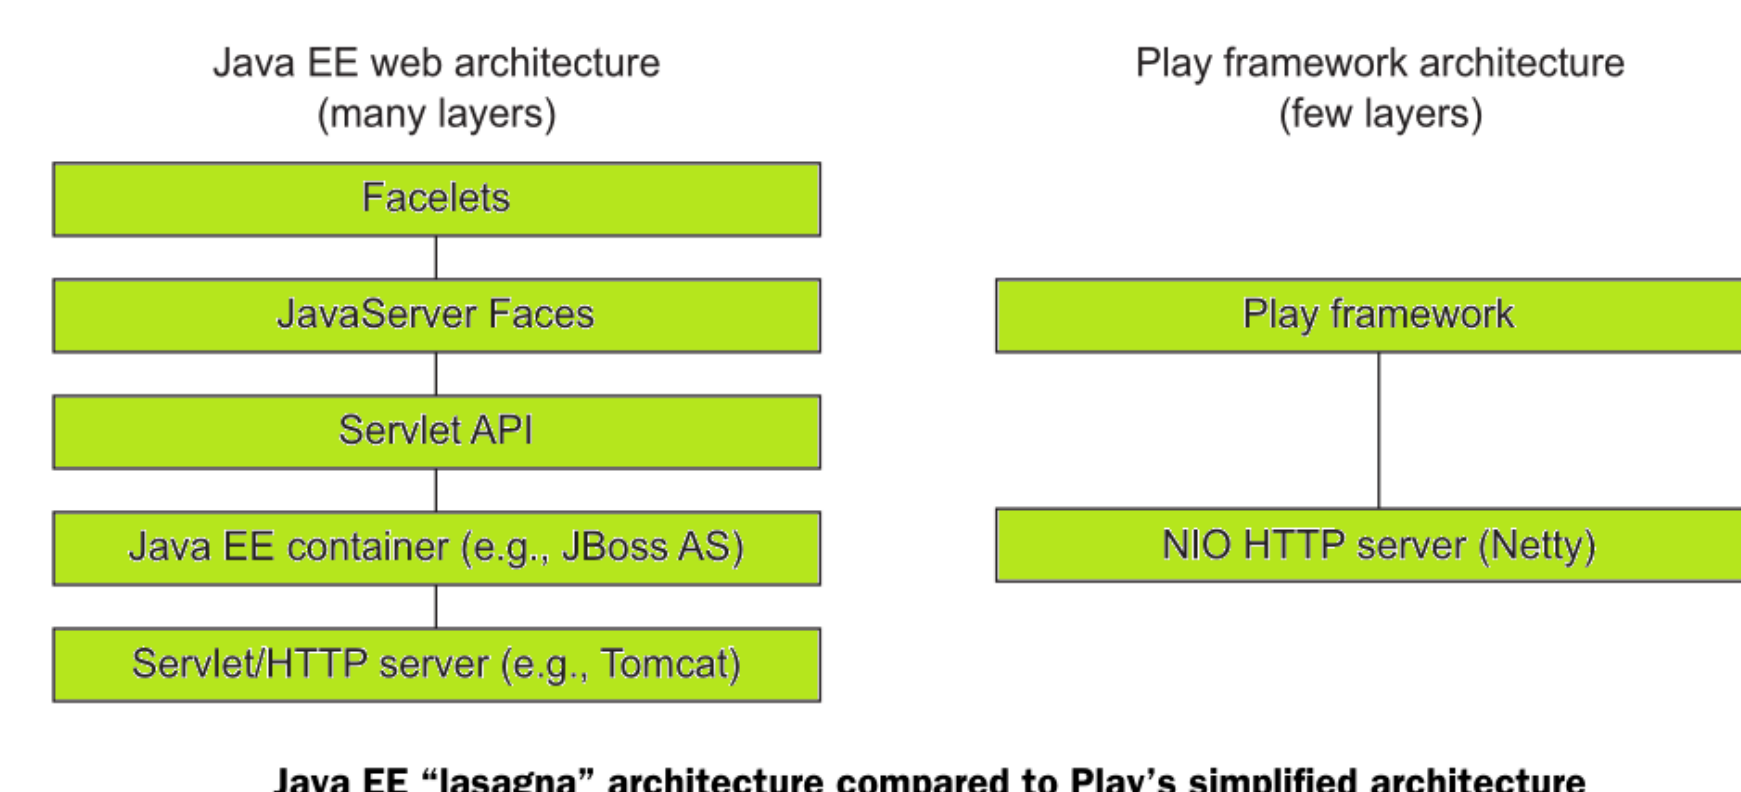 Java EE web architecture
(many layers)
Facelets
JavaServer Faces
Servlet API
Java EE container (e.g., JBoss AS)
Servlet/HTTP server (e.g., Tomcat)
Play framework architecture
(few layers)
Play framework
NIO HTTP server (Netty)
Java EE “lasagna” architecture compared to Play’s simplified architecture